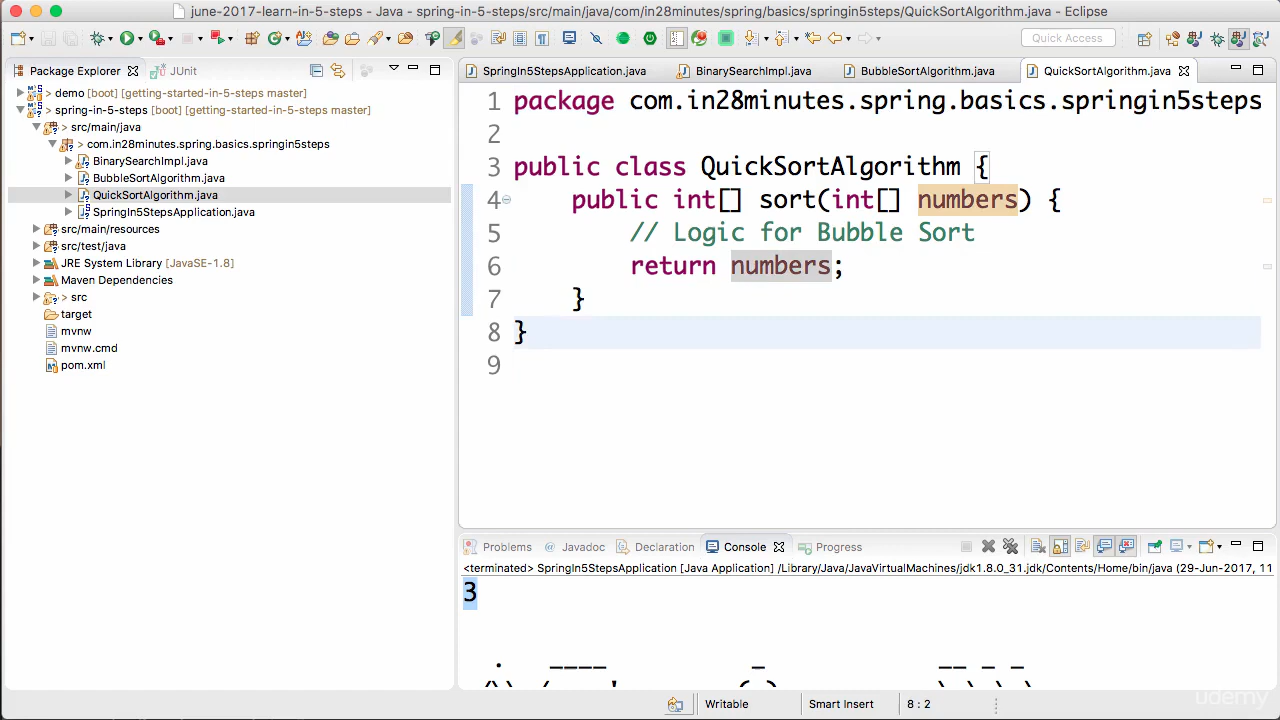 june-2017-learn-in-5-steps - Java - spring-in-5-steps/src/main/java/com/in28minutes/spring/basics/springin5steps/QuickSortAlgorithm.java - Eclipse
Quick Access
Package Explorer
JUnit
> demo [boot] [getting-started-in-5-steps master]
> spring-in-5-steps [boot] [getting-started-in-5-steps master]
> src/main/java
> com.in28minutes.spring.basics.springin5steps
BinarySearchImpl.java
BubbleSortAlgorithm.java
QuickSortAlgorithm.java
SpringIn5StepsApplication.java
src/main/resources
src/test/java
JRE System Library [JavaSE-1.8]
Maven Dependencies
> src
target
mvnw
mvnw.cmd
pom.xml
SpringIn5StepsApplication.java
BinarySearchImpl.java
BubbleSortAlgorithm.java
QuickSortAlgorithm.java
1 package com.in28minutes.spring.basics.springin5steps
2
3 public class QuickSortAlgorithm {
4 public int[] sort(int[] numbers) {
5 // Logic for Bubble Sort
6 return numbers;
7 }
8 }
9
Problems
Javadoc
Declaration
Console
Progress
<terminated> SpringIn5StepsApplication [Java Application] /Library/Java/JavaVirtualMachines/jdk1.8.0_31.jdk/Contents/Home/bin/java (29-Jun-2017, 11
3
Writable
Smart Insert
8 : 2
udemy